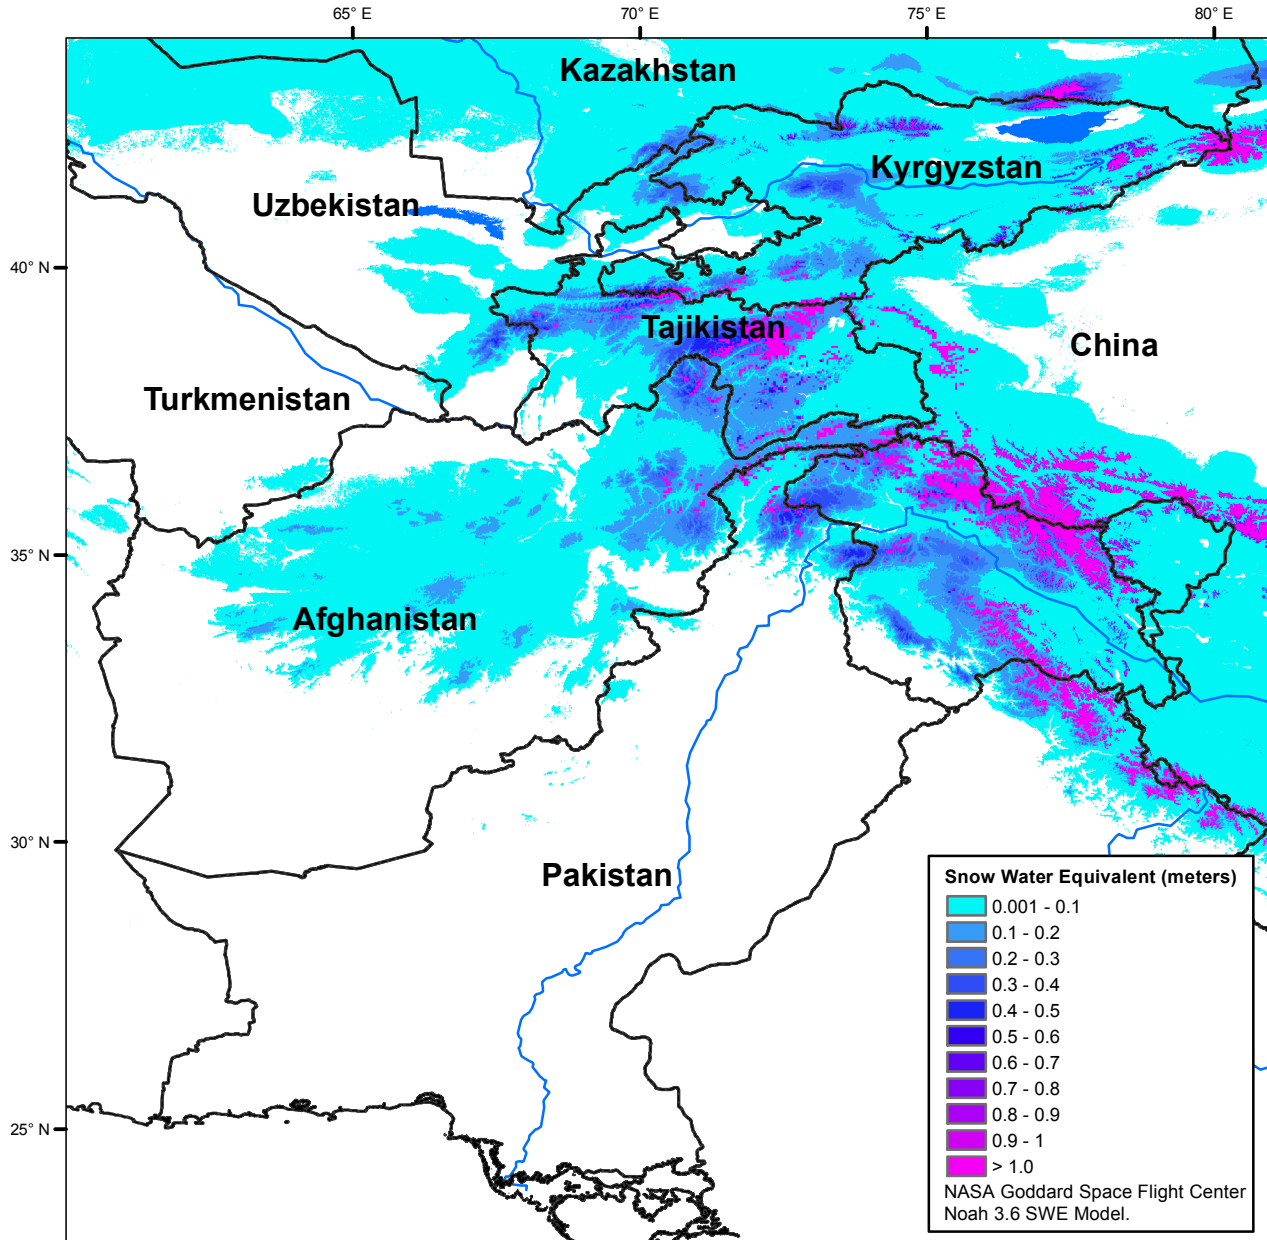 65° E
70° E
75° E
80° E
Kazakhstan
Kyrgyzstan
Uzbekistan
40° N
Tajikistan
China
Turkmenistan
35° N
Afghanistan
30° N
Pakistan
25° N
Snow Water Equivalent (meters)
0.001 - 0.1
0.1 - 0.2
0.2 - 0.3
0.3 - 0.4
0.4 - 0.5
0.5 - 0.6
0.6 - 0.7
0.7 - 0.8
0.8 - 0.9
0.9 - 1
> 1.0
NASA Goddard Space Flight Center
Noah 3.6 SWE Model.